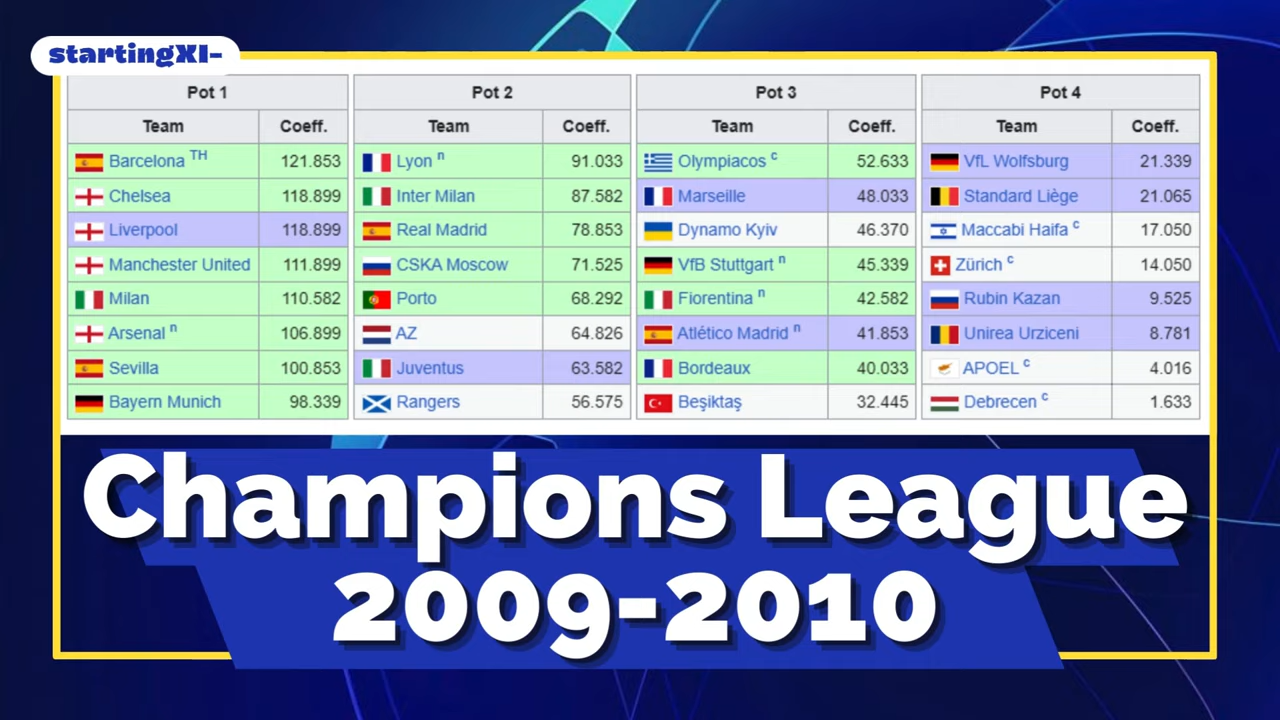 startingXI-
Pot 1 Pot 2 Pot 3 Pot 4
Team Coeff. Team Coeff. Team Coeff. Team Coeff.
Barcelona TH 121.853 Lyon n 91.033 Olympiacos c 52.633 VfL Wolfsburg 21.339
Chelsea 118.899 Inter Milan 87.582 Marseille 48.033 Standard Liège 21.065
Liverpool 118.899 Real Madrid 78.853 Dynamo Kyiv 46.370 Maccabi Haifa c 17.050
Manchester United 111.899 CSKA Moscow 71.525 VfB Stuttgart n 45.339 Zürich c 14.050
Milan 110.582 Porto 68.292 Fiorentina n 42.582 Rubin Kazan 9.525
Arsenal n 106.899 AZ 64.826 Atlético Madrid n 41.853 Unirea Urziceni 8.781
Sevilla 100.853 Juventus 63.582 Bordeaux 40.033 APOEL c 4.016
Bayern Munich 98.339 Rangers 56.575 Beşiktaş 32.445 Debrecen c 1.633
Champions League
2009-2010